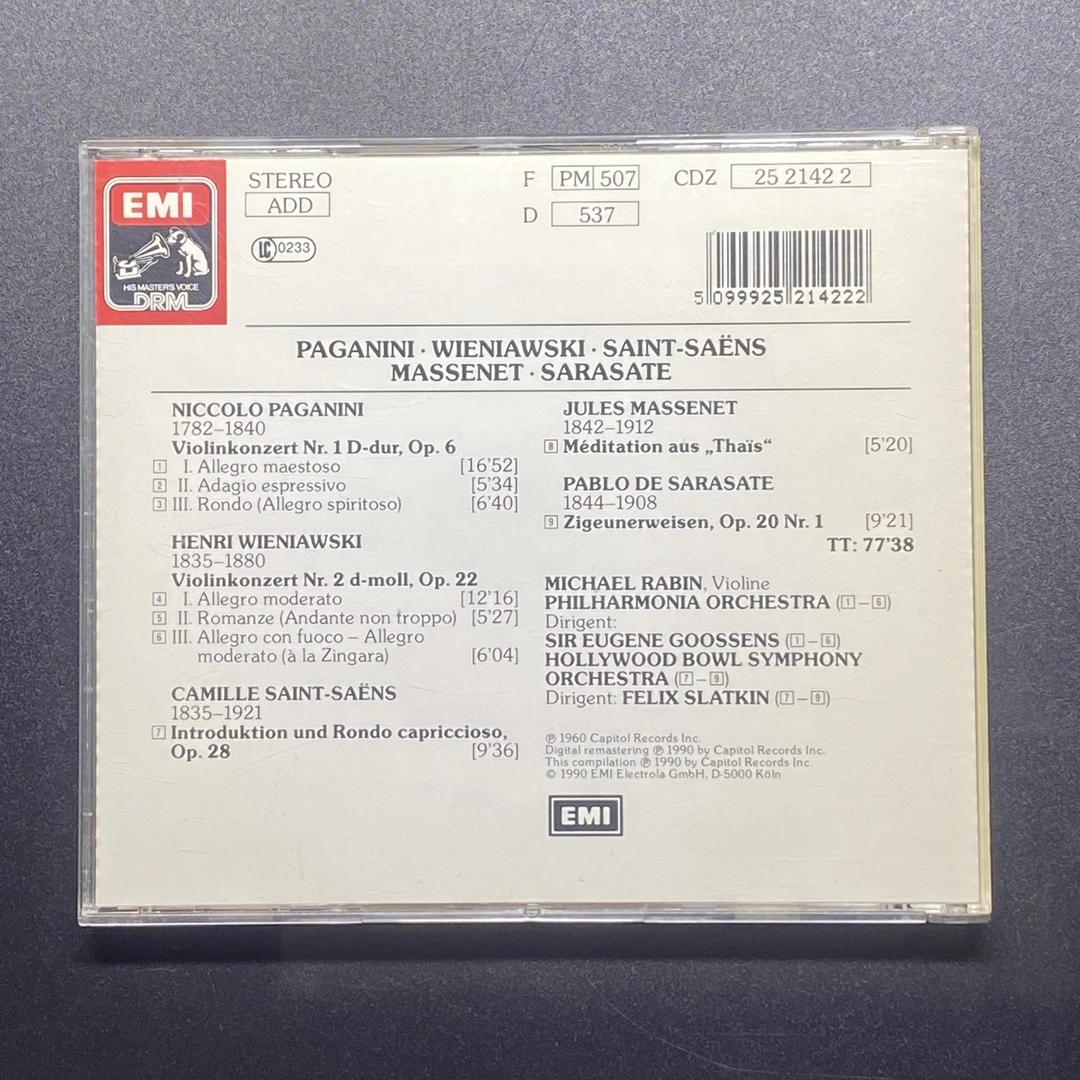 EMI
HIS MASTER'S VOICE
DRM
STEREO
ADD
LC 0233
F PM 507
D 537
CDZ 25 2142 2
5 099925 214222
PAGANINI · WIENIAWSKI · SAINT-SAËNS
MASSENET · SARASATE
NICCOLO PAGANINI
1782–1840
Violinkonzert Nr. 1 D-dur, Op. 6
1 I. Allegro maestoso [16'52]
2 II. Adagio espressivo [5'34]
3 III. Rondo (Allegro spiritoso) [6'40]
HENRI WIENIAWSKI
1835–1880
Violinkonzert Nr. 2 d-moll, Op. 22
4 I. Allegro moderato [12'16]
5 II. Romanze (Andante non troppo) [5'27]
6 III. Allegro con fuoco – Allegro
moderato (à la Zingara) [6'04]
CAMILLE SAINT-SAËNS
1835–1921
7 Introduktion und Rondo capriccioso,
Op. 28 [9'36]
JULES MASSENET
1842–1912
8 Méditation aus „Thaïs“ [5'20]
PABLO DE SARASATE
1844–1908
9 Zigeunerweisen, Op. 20 Nr. 1 [9'21]
TT: 77'38
MICHAEL RABIN, Violine
PHILHARMONIA ORCHESTRA (1–6)
Dirigent:
SIR EUGENE GOOSSENS (1–6)
HOLLYWOOD BOWL SYMPHONY
ORCHESTRA (7–9)
Dirigent: FELIX SLATKIN (7–9)
℗ 1960 Capitol Records Inc.
Digital remastering ℗ 1990 by Capitol Records Inc.
This compilation ℗ 1990 by Capitol Records Inc.
© 1990 EMI Electrola GmbH, D-5000 Köln
EMI